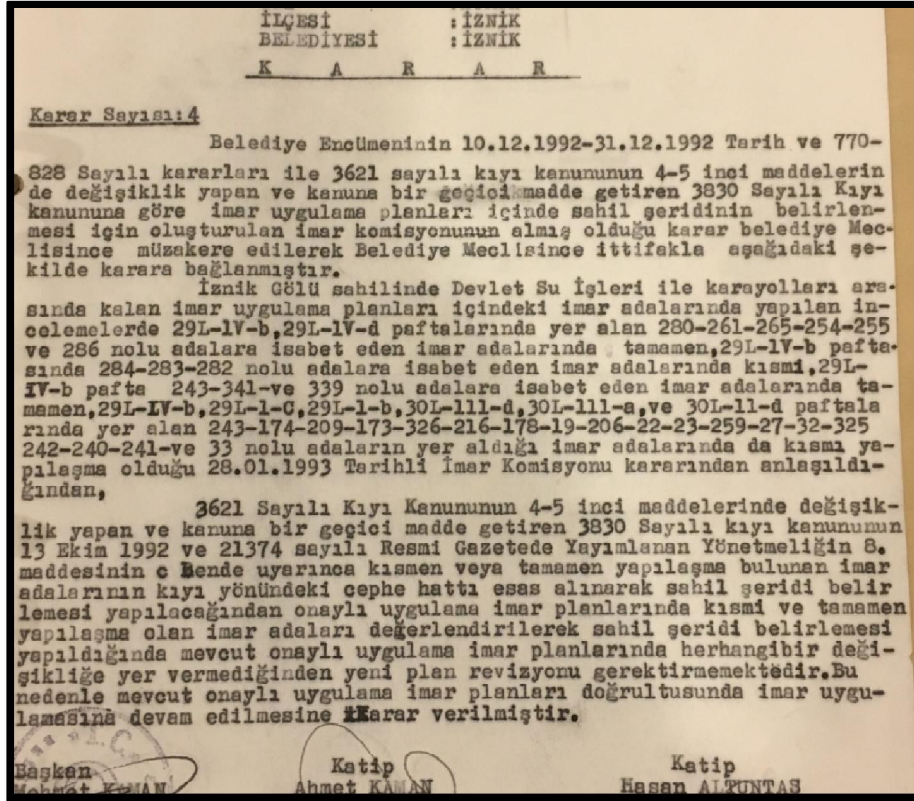 İLÇESİ : İZNİK
BELEDİYESİ : İZNİK
K A R A R
Karar Sayısı:4
Belediye Encümeninin 10.12.1992-31.12.1992 Tarih ve 770-
828 Sayılı kararları ile 3621 sayılı kıyı kanununun 4-5 inci maddelerin
de değişiklik yapan ve kanuna bir geçici madde getiren 3830 Sayılı Kıyı
kanununa göre imar uygulama planları içinde sahil şeridinin belirlen-
mesi için oluşturulan imar komisyonunun almış olduğu karar belediye Mec-
lisince müzakere edilerek Belediye Meclisince ittifakla aşağıdaki şe-
kilde karara bağlanmıştır.
İznik Gölü sahilinde Devlet Su İşleri ile karayolları ara-
sında kalan imar uygulama planları içindeki imar adalarında yapılan in-
celemelerde 29L-lV-b,29L-lV-d paftalarında yer alan 280-261-265-254-255
ve 286 nolu adalara isabet eden imar adalarında tamamen,29L-lV-b pafta-
sında 284-283-282 nolu adalara isabet eden imar adalarında kısmi,29L-
IV-b pafta 243-341-ve 339 nolu adalara isabet eden imar adalarında ta-
mamen,29L-IV-b,29L-1-C,29L-1-b,30L-111-d,30L-111-a,ve 30L-11-d paftala
rında yer alan 243-174-209-173-326-216-178-19-206-22-23-259-27-32-325
242-240-241-ve 33 nolu adaların yer aldığı imar adalarında da kısmı ya-
pılaşma olduğu 28.01.1993 Tarihli İmar Komisyonu kararından anlaşıldı-
ğından,
3621 Sayılı Kıyı Kanununun 4-5 inci maddelerinde değişik-
lik yapan ve kanuna bir geçici madde getiren 3830 Sayılı kıyı kanununun
13 Ekim 1992 ve 21374 sayılı Resmi Gazetede Yayımlanan Yönetmeliğin 8.
maddesinin c Bende uyarınca kısmen veya tamamen yapılaşma bulunan imar
adalarının kıyı yönündeki cephe hattı esas alınarak sahil şeridi belir
lemesi yapılacağından onaylı uygulama imar planlarında kısmi ve tamamen
yapılaşma olan imar adaları değerlendirilerek sahil şeridi belirlemesi
yapıldığında mevcut onaylı uygulama imar planlarında herhangibir deği-
şikliğe yer vermediğinden yeni plan revizyonu gerektirmemektedir.Bu
nedenle mevcut onaylı uygulama imar planları doğrultusunda imar uygu-
lamasına devam edilmesine Karar verilmiştir.
T.C.
Başkan Katip Katip
Mehmet KAMAN Ahmet KAMAN Hasan ALTUNTAŞ